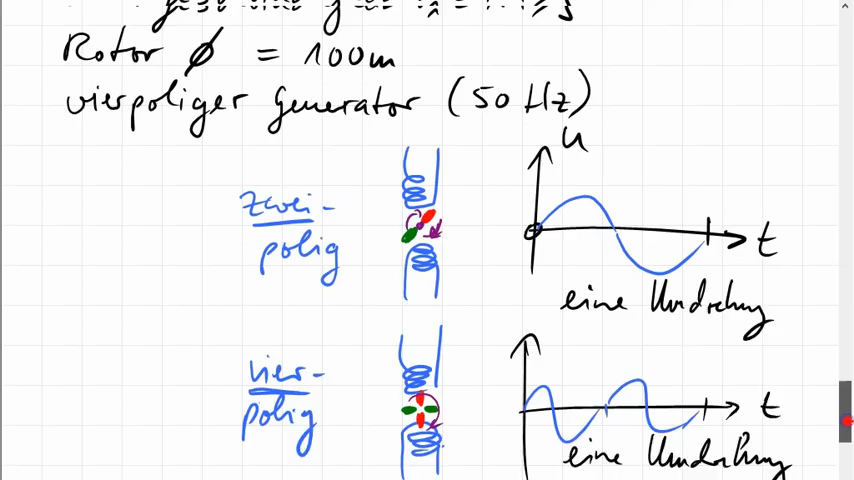 Rotor ϕ = 100m
vierpoliger Generator (50 Hz)
u
zwei-
polig
t
eine Umdrehung
vier-
polig
t
eine Umdrehung